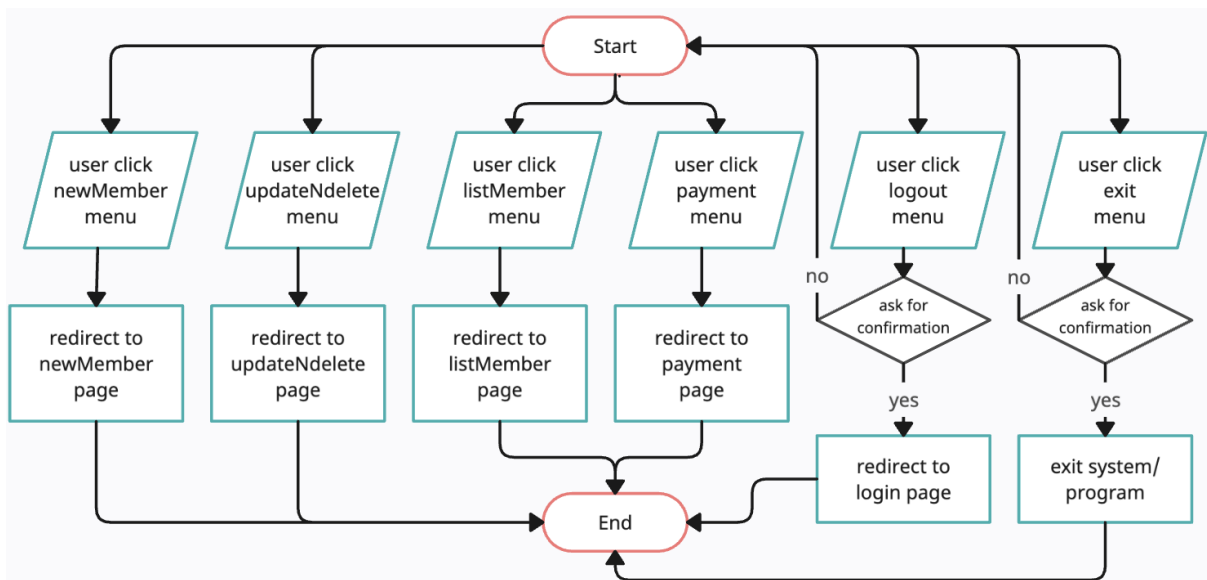 Start
user click
newMember
menu
user click
updateNdelete
menu
user click
listMember
menu
user click
payment
menu
user click
logout
menu
user click
exit
menu
no
ask for
confirmation
no
ask for
confirmation
redirect to
newMember
page
redirect to
updateNdelete
page
redirect to
listMember
page
redirect to
payment
page
yes
yes
redirect to
login page
exit system/
program
End